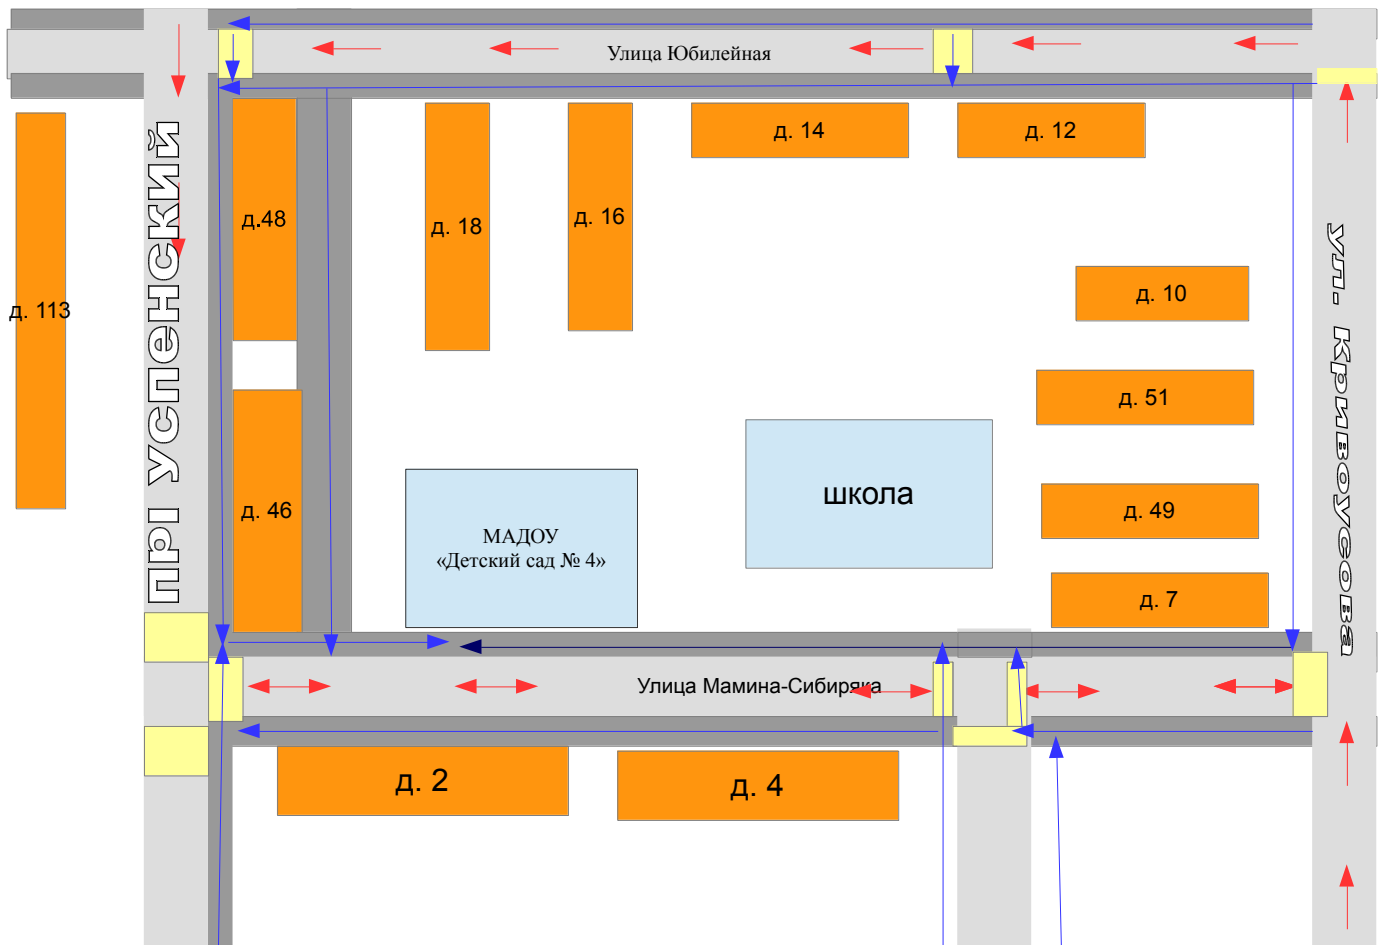 Улица Юбилейная
д. 14
д. 12
д.48
д. 18
д. 16
д. 10
д. 113
ПРІ УСПЕНСКИЙ
ул. Кривоусова
д. 51
школа
д. 46
д. 49
МАДОУ
«Детский сад № 4»
д. 7
Улица Мамина-Сибиряка
д. 2
д. 4